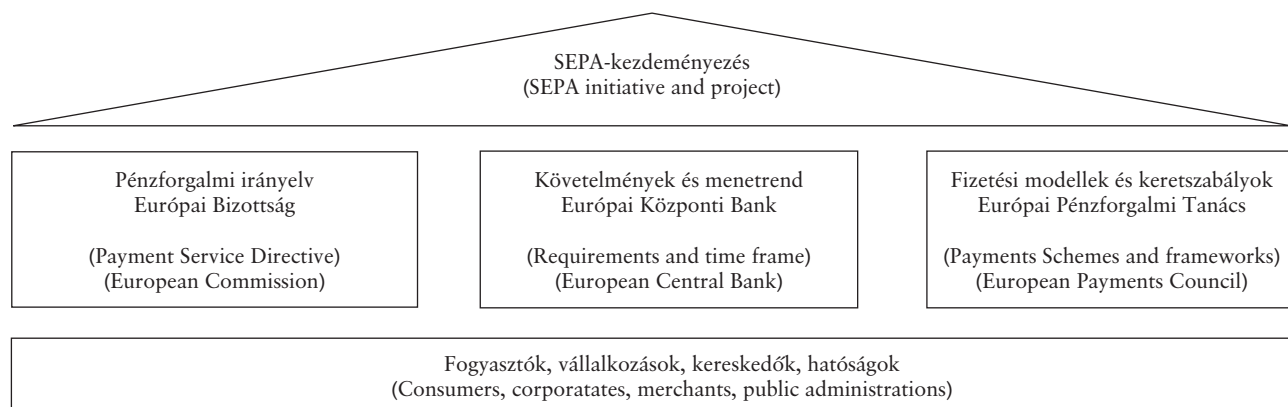 SEPA-kezdeményezés
(SEPA initiative and project)
Pénzforgalmi irányelv
Európai Bizottság
(Payment Service Directive)
(European Commission)
Követelmények és menetrend
Európai Központi Bank
(Requirements and time frame)
(European Central Bank)
Fizetési modellek és keretszabályok
Európai Pénzforgalmi Tanács
(Payments Schemes and frameworks)
(European Payments Council)
Fogyasztók, vállalkozások, kereskedők, hatóságok
(Consumers, corporatates, merchants, public administrations)